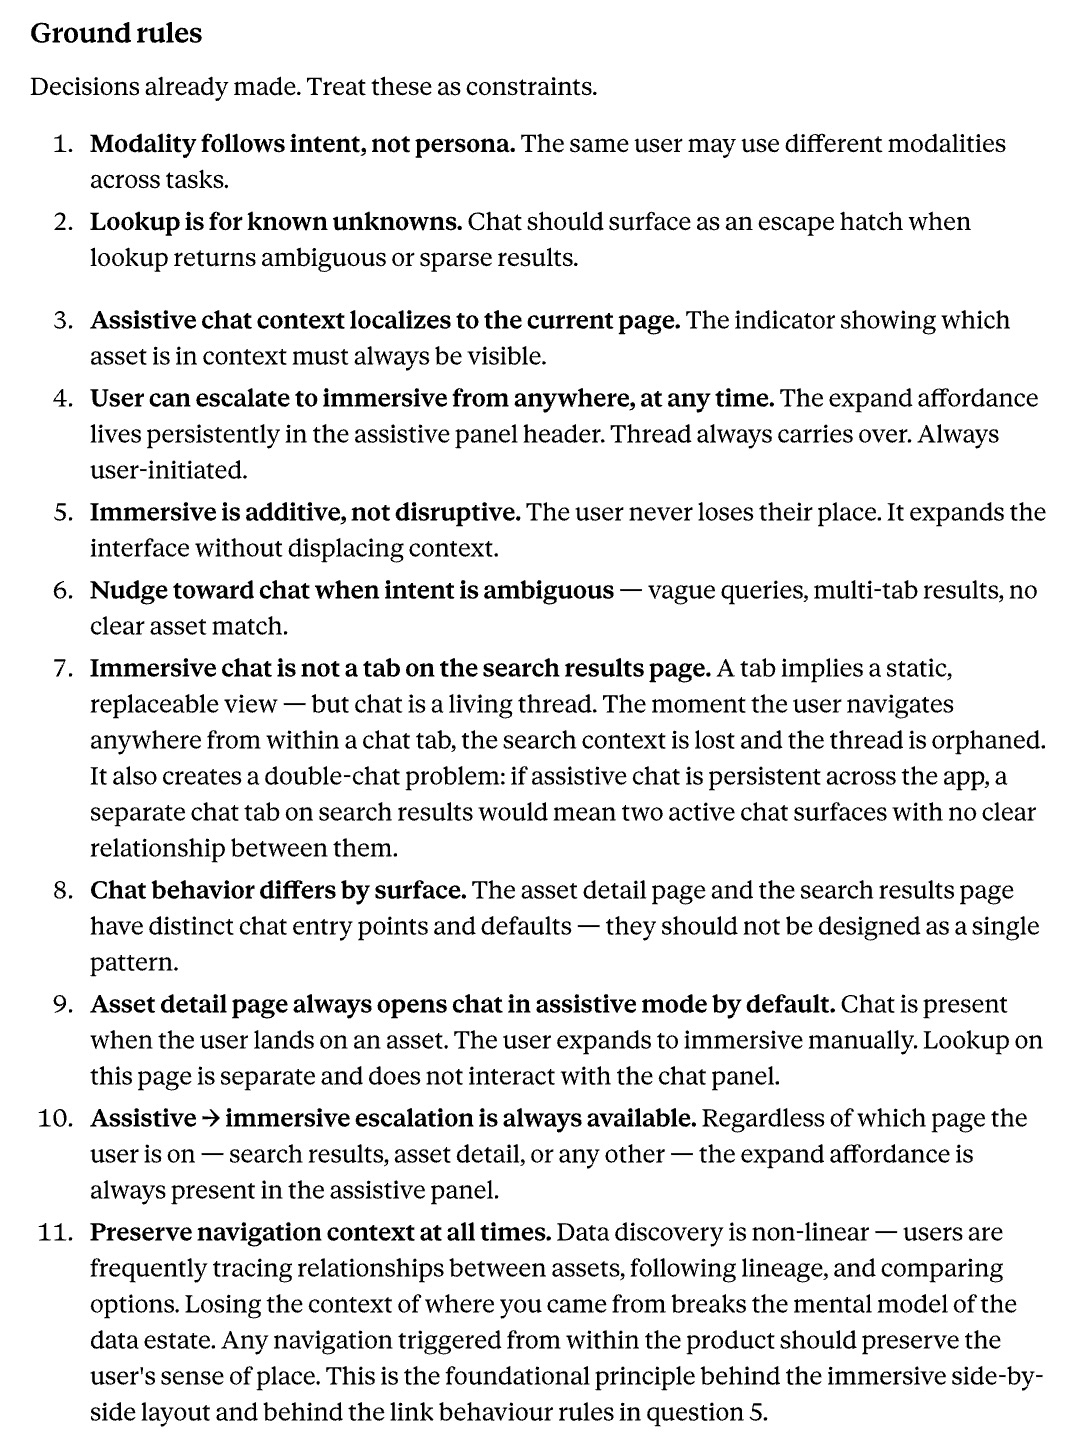 Ground rules
Decisions already made. Treat these as constraints.
1. Modality follows intent, not persona. The same user may use different modalities
across tasks.
2. Lookup is for known unknowns. Chat should surface as an escape hatch when
lookup returns ambiguous or sparse results.
3. Assistive chat context localizes to the current page. The indicator showing which
asset is in context must always be visible.
4. User can escalate to immersive from anywhere, at any time. The expand affordance
lives persistently in the assistive panel header. Thread always carries over. Always
user-initiated.
5. Immersive is additive, not disruptive. The user never loses their place. It expands the
interface without displacing context.
6. Nudge toward chat when intent is ambiguous — vague queries, multi-tab results, no
clear asset match.
7. Immersive chat is not a tab on the search results page. A tab implies a static,
replaceable view — but chat is a living thread. The moment the user navigates
anywhere from within a chat tab, the search context is lost and the thread is orphaned.
It also creates a double-chat problem: if assistive chat is persistent across the app, a
separate chat tab on search results would mean two active chat surfaces with no clear
relationship between them.
8. Chat behavior differs by surface. The asset detail page and the search results page
have distinct chat entry points and defaults — they should not be designed as a single
pattern.
9. Asset detail page always opens chat in assistive mode by default. Chat is present
when the user lands on an asset. The user expands to immersive manually. Lookup on
this page is separate and does not interact with the chat panel.
10. Assistive → immersive escalation is always available. Regardless of which page the
user is on — search results, asset detail, or any other — the expand affordance is
always present in the assistive panel.
11. Preserve navigation context at all times. Data discovery is non-linear — users are
frequently tracing relationships between assets, following lineage, and comparing
options. Losing the context of where you came from breaks the mental model of the
data estate. Any navigation triggered from within the product should preserve the
user's sense of place. This is the foundational principle behind the immersive side-by-
side layout and behind the link behaviour rules in question 5.